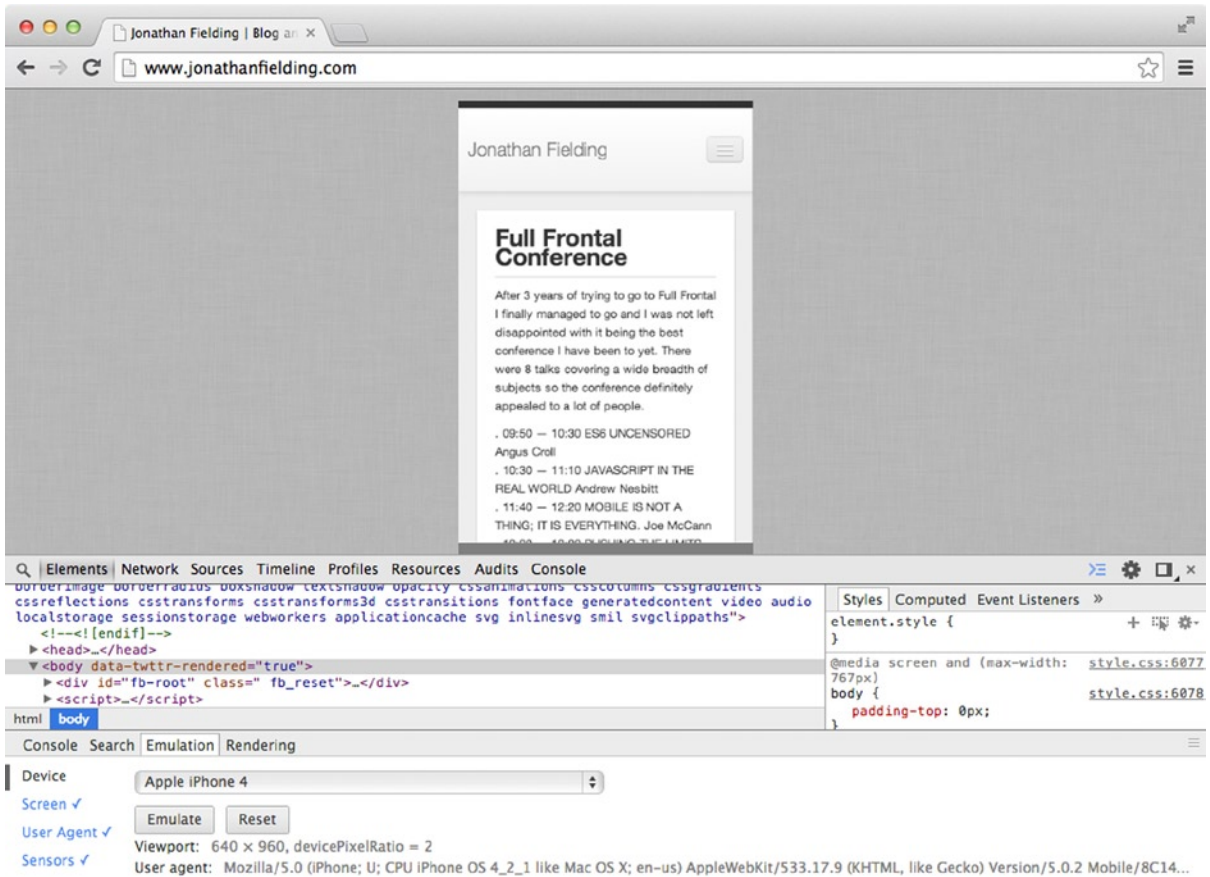 Jonathan Fielding | Blog an
www.jonathanfielding.com
Jonathan Fielding
Full Frontal
Conference
After 3 years of trying to go to Full Frontal
I finally managed to go and I was not left
disappointed with it being the best
conference I have been to yet. There
were 8 talks covering a wide breadth of
subjects so the conference definitely
appealed to a lot of people.
. 09:50 — 10:30 ES6 UNCENSORED
Angus Croll
. 10:30 — 11:10 JAVASCRIPT IN THE
REAL WORLD Andrew Nesbitt
. 11:40 — 12:20 MOBILE IS NOT A
THING; IT IS EVERYTHING. Joe McCann
Elements Network Sources Timeline Profiles Resources Audits Console
borderimage borderradius boxshadow textshadow opacity cssanimations csscolumns cssgradients
cssreflections csstransforms csstransforms3d csstransitions fontface generatedcontent video audio
localstorage sessionstorage webworkers applicationcache svg inlinesvg smil svgclippaths">
<!--<![endif]-->
<head>…</head>
<body data-twttr-rendered="true">
<div id="fb-root" class=" fb_reset">…</div>
<script>…</script>
html body
Styles Computed Event Listeners »
element.style {
}
@media screen and (max-width: style.css:6077
767px)
body { style.css:6078
padding-top: 0px;
}
Console Search Emulation Rendering
Device
Screen ✓
User Agent ✓
Sensors ✓
Apple iPhone 4
Emulate Reset
Viewport: 640 × 960, devicePixelRatio = 2
User agent: Mozilla/5.0 (iPhone; U; CPU iPhone OS 4_2_1 like Mac OS X; en-us) AppleWebKit/533.17.9 (KHTML, like Gecko) Version/5.0.2 Mobile/8C14...